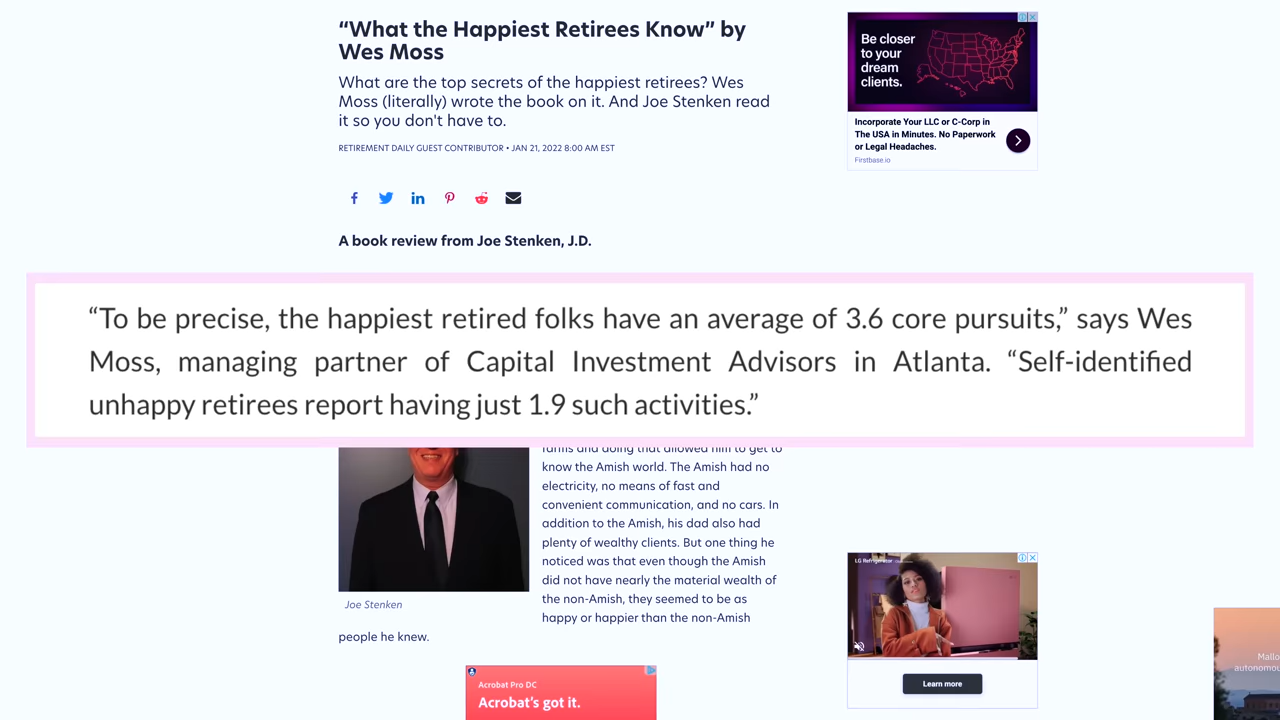 “What the Happiest Retirees Know” by
Wes Moss
What are the top secrets of the happiest retirees? Wes
Moss (literally) wrote the book on it. And Joe Stenken read
it so you don't have to.
RETIREMENT DAILY GUEST CONTRIBUTOR • JAN 21, 2022 8:00 AM EST
A book review from Joe Stenken, J.D.
Be closer
to your
dream
clients.
Incorporate Your LLC or C-Corp in
The USA in Minutes. No Paperwork
or Legal Headaches.
Firstbase.io
“To be precise, the happiest retired folks have an average of 3.6 core pursuits,” says Wes
Moss, managing partner of Capital Investment Advisors in Atlanta. “Self-identified
unhappy retirees report having just 1.9 such activities.”
farms and doing that allowed him to get to
know the Amish world. The Amish had no
electricity, no means of fast and
convenient communication, and no cars. In
addition to the Amish, his dad also had
plenty of wealthy clients. But one thing he
noticed was that even though the Amish
did not have nearly the material wealth of
the non-Amish, they seemed to be as
happy or happier than the non-Amish
people he knew.
Joe Stenken
LG Refrigerator
Learn more
Acrobat Pro DC
Acrobat’s got it.